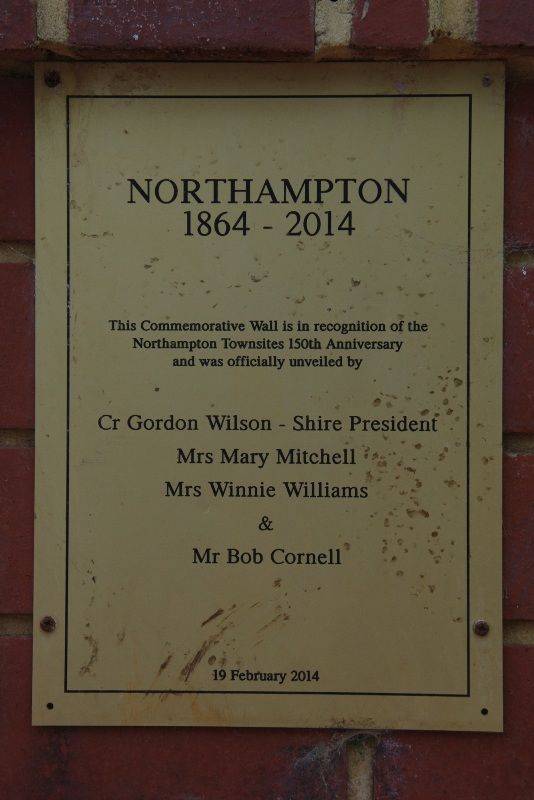 NORTHAMPTON
1864 - 2014
This Commemorative Wall is in recognition of the
Northampton Townsites 150th Anniversary
and was officially unveiled by
Cr Gordon Wilson - Shire President
Mrs Mary Mitchell
Mrs Winnie Williams
&
Mr Bob Cornell
19 February 2014